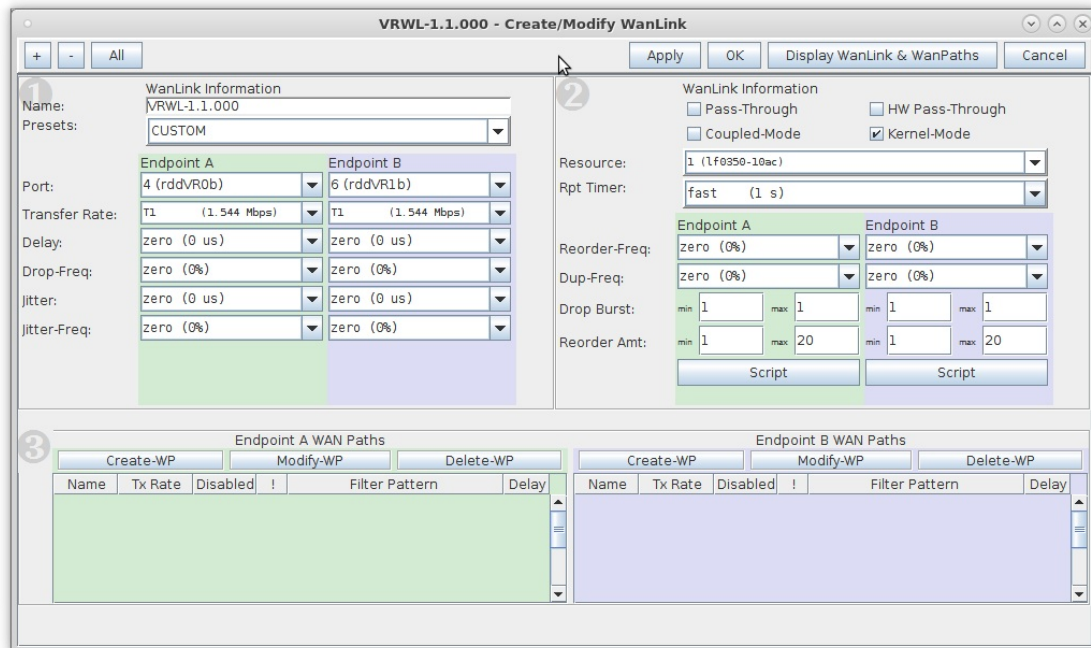 VRWL-1.1.000 - Create/Modify WanLink
+ - All Apply OK Display WanLink & WanPaths Cancel
1
WanLink Information
Name: VRWL-1.1.000
Presets: CUSTOM
Endpoint A Endpoint B
Port: 4 (rddVR0b) 6 (rddVR1b)
Transfer Rate: T1 (1.544 Mbps) T1 (1.544 Mbps)
Delay: zero (0 us) zero (0 us)
Drop-Freq: zero (0%) zero (0%)
Jitter: zero (0 us) zero (0 us)
Jitter-Freq: zero (0%) zero (0%)
2
WanLink Information
Pass-Through HW Pass-Through
Coupled-Mode Kernel-Mode
Resource: 1 (lf0350-10ac)
Rpt Timer: fast (1 s)
Endpoint A Endpoint B
Reorder-Freq: zero (0%) zero (0%)
Dup-Freq: zero (0%) zero (0%)
Drop Burst: min 1 max 1 min 1 max 1
Reorder Amt: min 1 max 20 min 1 max 20
Script Script
3
Endpoint A WAN Paths
Create-WP Modify-WP Delete-WP
Name Tx Rate Disabled ! Filter Pattern Delay
Endpoint B WAN Paths
Create-WP Modify-WP Delete-WP
Name Tx Rate Disabled ! Filter Pattern Delay